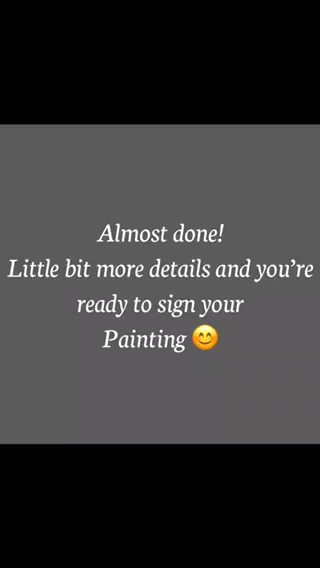 Almost done!
Little bit more details and you’re
ready to sign your
Painting 😊